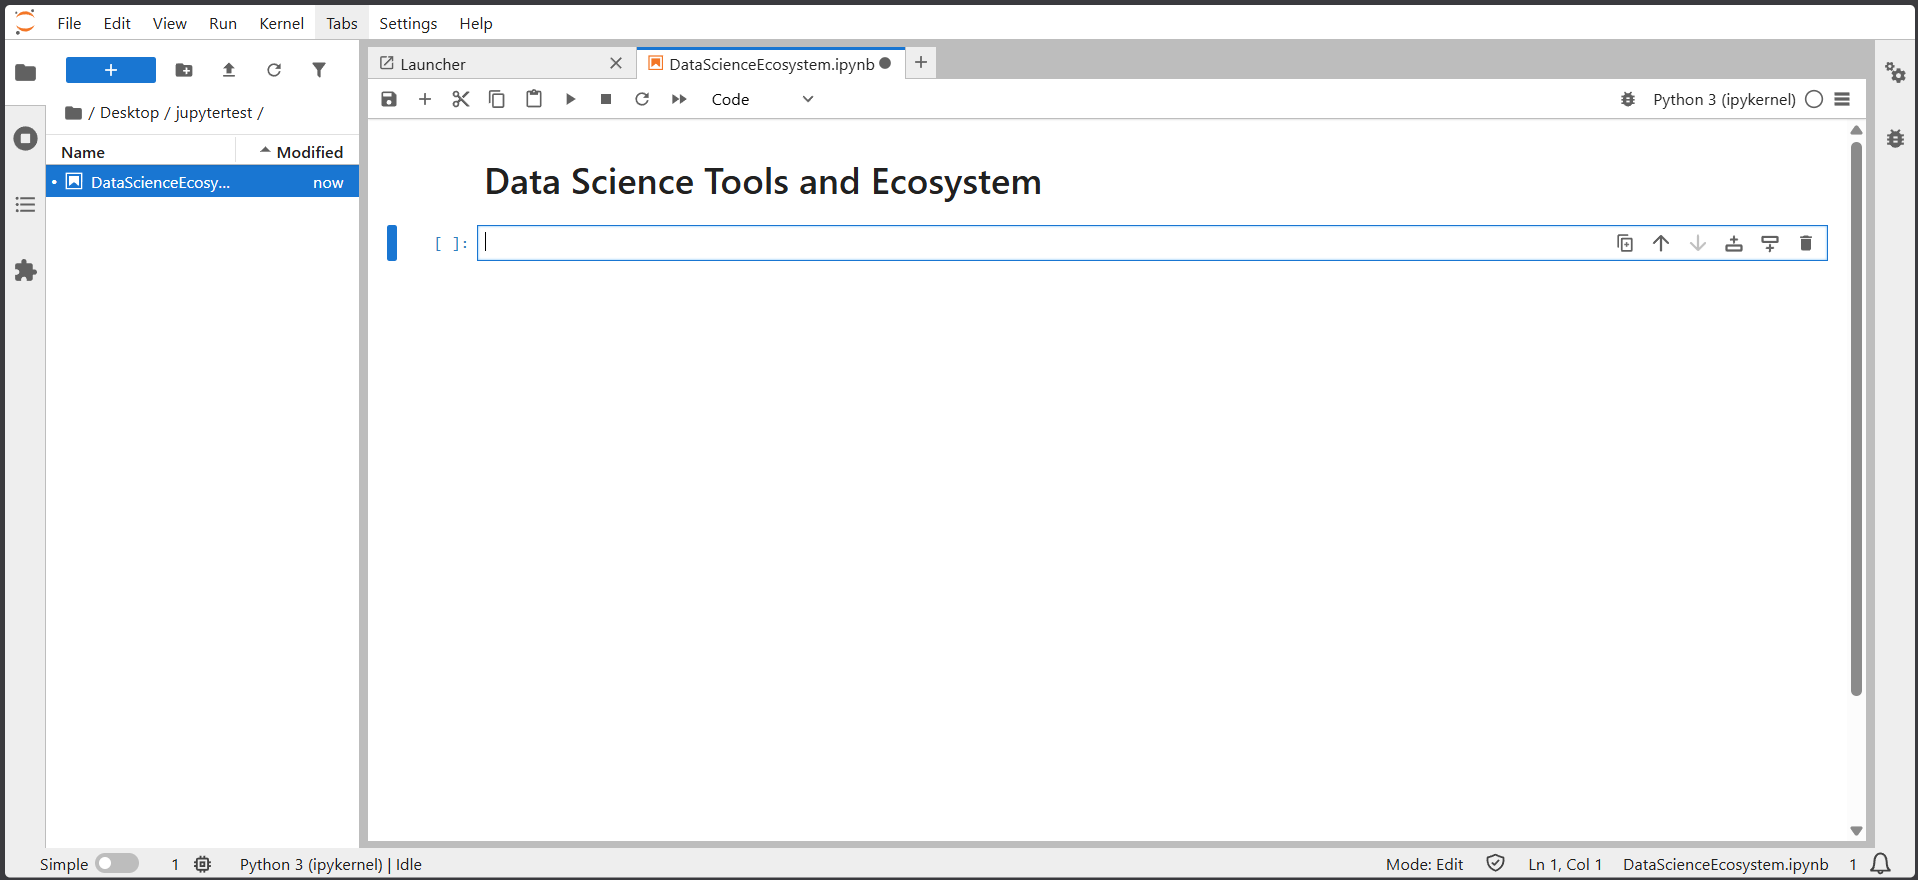 File Edit View Run Kernel Tabs Settings Help
Launcher
DataScienceEcosystem.ipynb
/ Desktop / jupytertest /
Code
Python 3 (ipykernel)
Name Modified
DataScienceEcosy... now
Data Science Tools and Ecosystem
[ ]:
Simple 1 Python 3 (ipykernel) | Idle
Mode: Edit Ln 1, Col 1 DataScienceEcosystem.ipynb 1